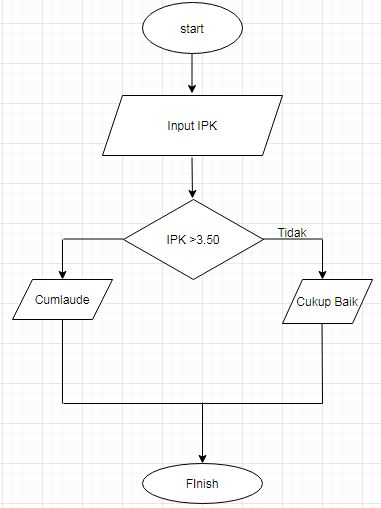 start
Input IPK
IPK >3.50
Tidak
Cumlaude
Cukup Baik
FInish